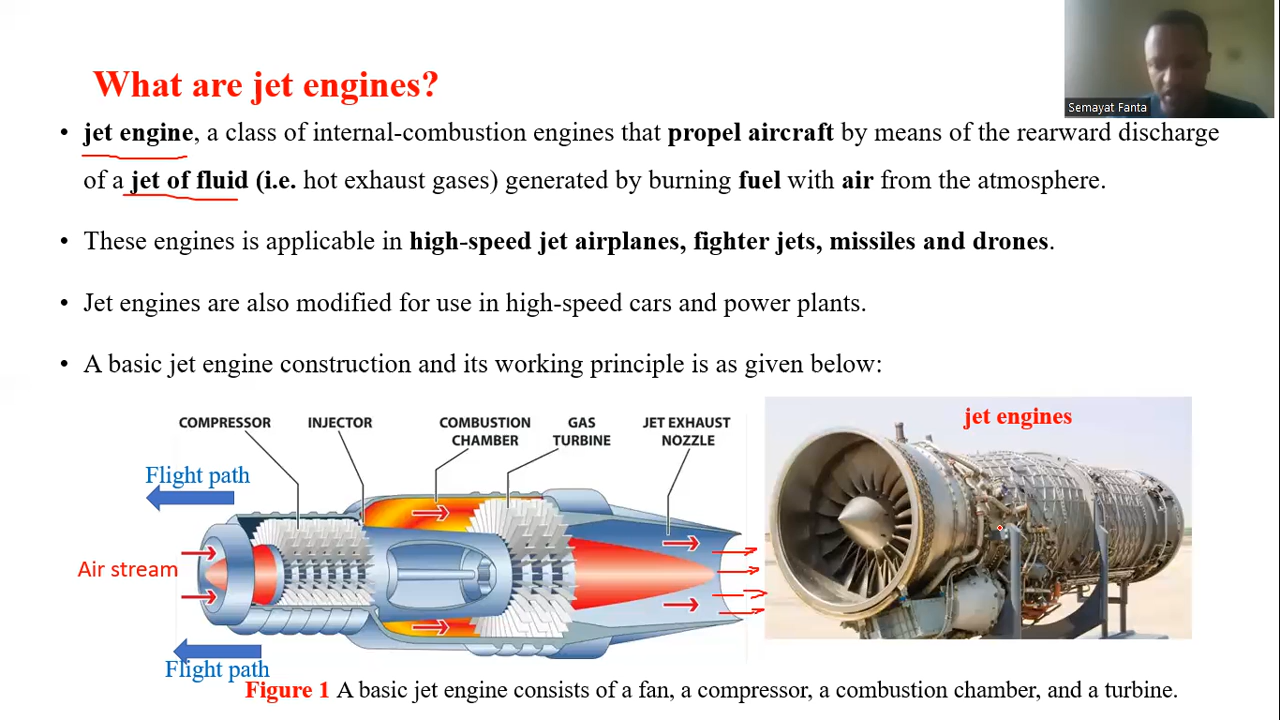 Semayat Fanta
What are jet engines?
• jet engine, a class of internal-combustion engines that propel aircraft by means of the rearward discharge
of a jet of fluid (i.e. hot exhaust gases) generated by burning fuel with air from the atmosphere.
• These engines is applicable in high-speed jet airplanes, fighter jets, missiles and drones.
• Jet engines are also modified for use in high-speed cars and power plants.
• A basic jet engine construction and its working principle is as given below:
COMPRESSOR
INJECTOR
COMBUSTION
CHAMBER
GAS
TURBINE
JET EXHAUST
NOZZLE
Flight path
Air stream
Flight path
jet engines
Figure 1 A basic jet engine consists of a fan, a compressor, a combustion chamber, and a turbine.